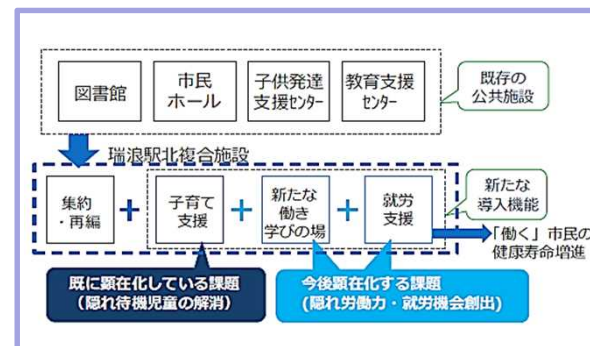 図書館
市民
ホール
子供発達
支援ｾﾝﾀｰ
教育支援
センター
既存の
公共施設
瑞浪駅北複合施設
集約
・再編
+
子育て
支援
+
新たな
働き
学びの場
+
就労
支援
新たな
導入機能
「働く」市民の
健康寿命増進
既に顕在化している課題
（隠れ待機児童の解消）
今後顕在化する課題
(隠れ労働力・就労機会創出)